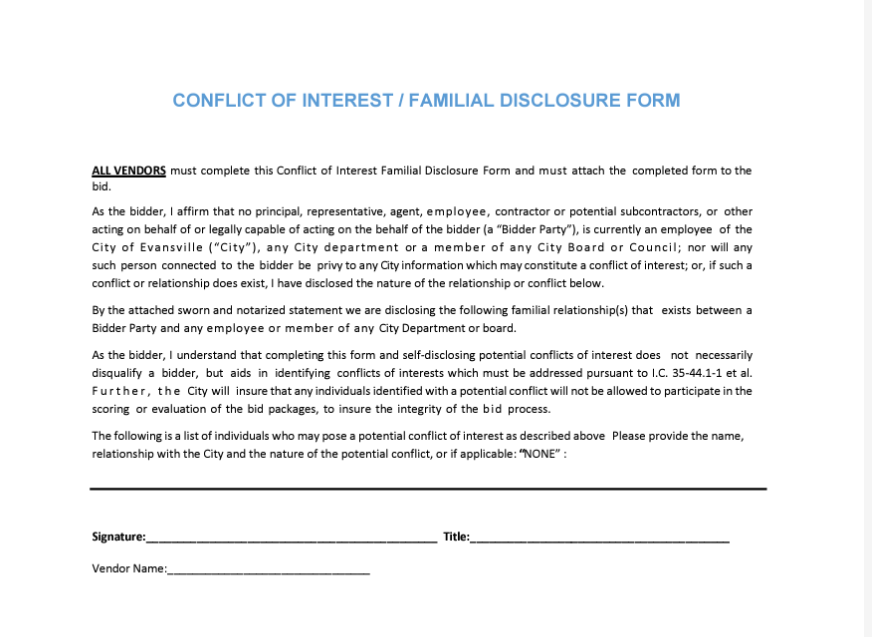 CONFLICT OF INTEREST / FAMILIAL DISCLOSURE FORM
ALL VENDORS must complete this Conflict of Interest Familial Disclosure Form and must attach the completed form to the
bid.
As the bidder, I affirm that no principal, representative, agent, employee, contractor or potential subcontractors, or other
acting on behalf of or legally capable of acting on the behalf of the bidder (a “Bidder Party”), is currently an employee of the
City of Evansville (“City”), any City department or a member of any City Board or Council; nor will any
such person connected to the bidder be privy to any City information which may constitute a conflict of interest; or, if such a
conflict or relationship does exist, I have disclosed the nature of the relationship or conflict below.
By the attached sworn and notarized statement we are disclosing the following familial relationship(s) that exists between a
Bidder Party and any employee or member of any City Department or board.
As the bidder, I understand that completing this form and self-disclosing potential conflicts of interest does not necessarily
disqualify a bidder, but aids in identifying conflicts of interests which must be addressed pursuant to I.C. 35-44.1-1 et al.
Further, the City will insure that any individuals identified with a potential conflict will not be allowed to participate in the
scoring or evaluation of the bid packages, to insure the integrity of the bid process.
The following is a list of individuals who may pose a potential conflict of interest as described above Please provide the name,
relationship with the City and the nature of the potential conflict, or if applicable: “NONE” :
Signature:____________________ Title:____________________
Vendor Name:____________________